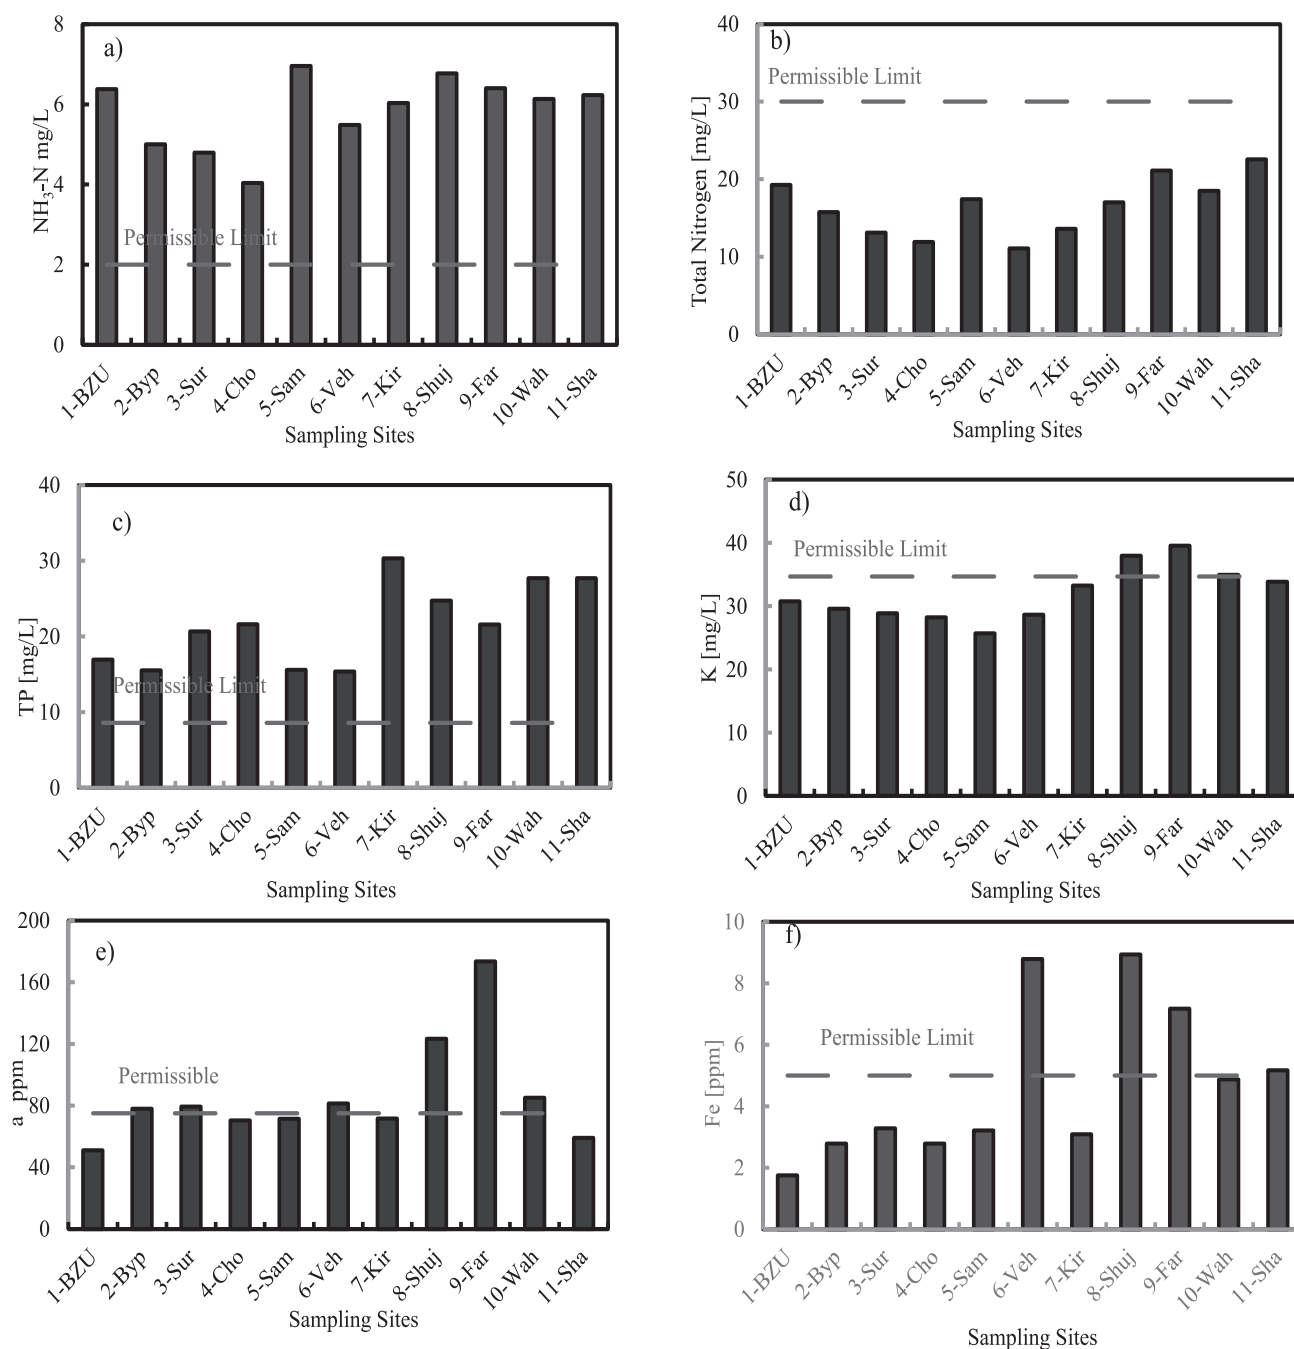 8
6
4
2
0
NH3-N mg/L
a)
Permissible Limit
1-BZU
2-Byp
3-Sur
4-Cho
5-Sam
6-Veh
7-Kir
8-Shuj
9-Far
10-Wah
11-Sha
Sampling Sites
40
30
20
10
0
Total Nitrogen [mg/L]
b)
Permissible Limit
1-BZU
2-Byp
3-Sur
4-Cho
5-Sam
6-Veh
7-Kir
8-Shuj
9-Far
10-Wah
11-Sha
Sampling Sites
40
30
20
10
0
TP [mg/L]
c)
Permissible Limit
1-BZU
2-Byp
3-Sur
4-Cho
5-Sam
6-Veh
7-Kir
8-Shuj
9-Far
10-Wah
11-Sha
Sampling Sites
50
40
30
20
10
0
K [mg/L]
d)
Permissible Limit
1-BZU
2-Byp
3-Sur
4-Cho
5-Sam
6-Veh
7-Kir
8-Shuj
9-Far
10-Wah
11-Sha
Sampling Sites
200
160
120
80
40
0
a ppm
e)
Permissible
1-BZU
2-Byp
3-Sur
4-Cho
5-Sam
6-Veh
7-Kir
8-Shuj
9-Far
10-Wah
11-Sha
Sampling Sites
10
8
6
4
2
0
Fe [ppm]
f)
Permissible Limit
1-BZU
2-Byp
3-Sur
4-Cho
5-Sam
6-Veh
7-Kir
8-Shuj
9-Far
10-Wah
11-Sha
Sampling Sites